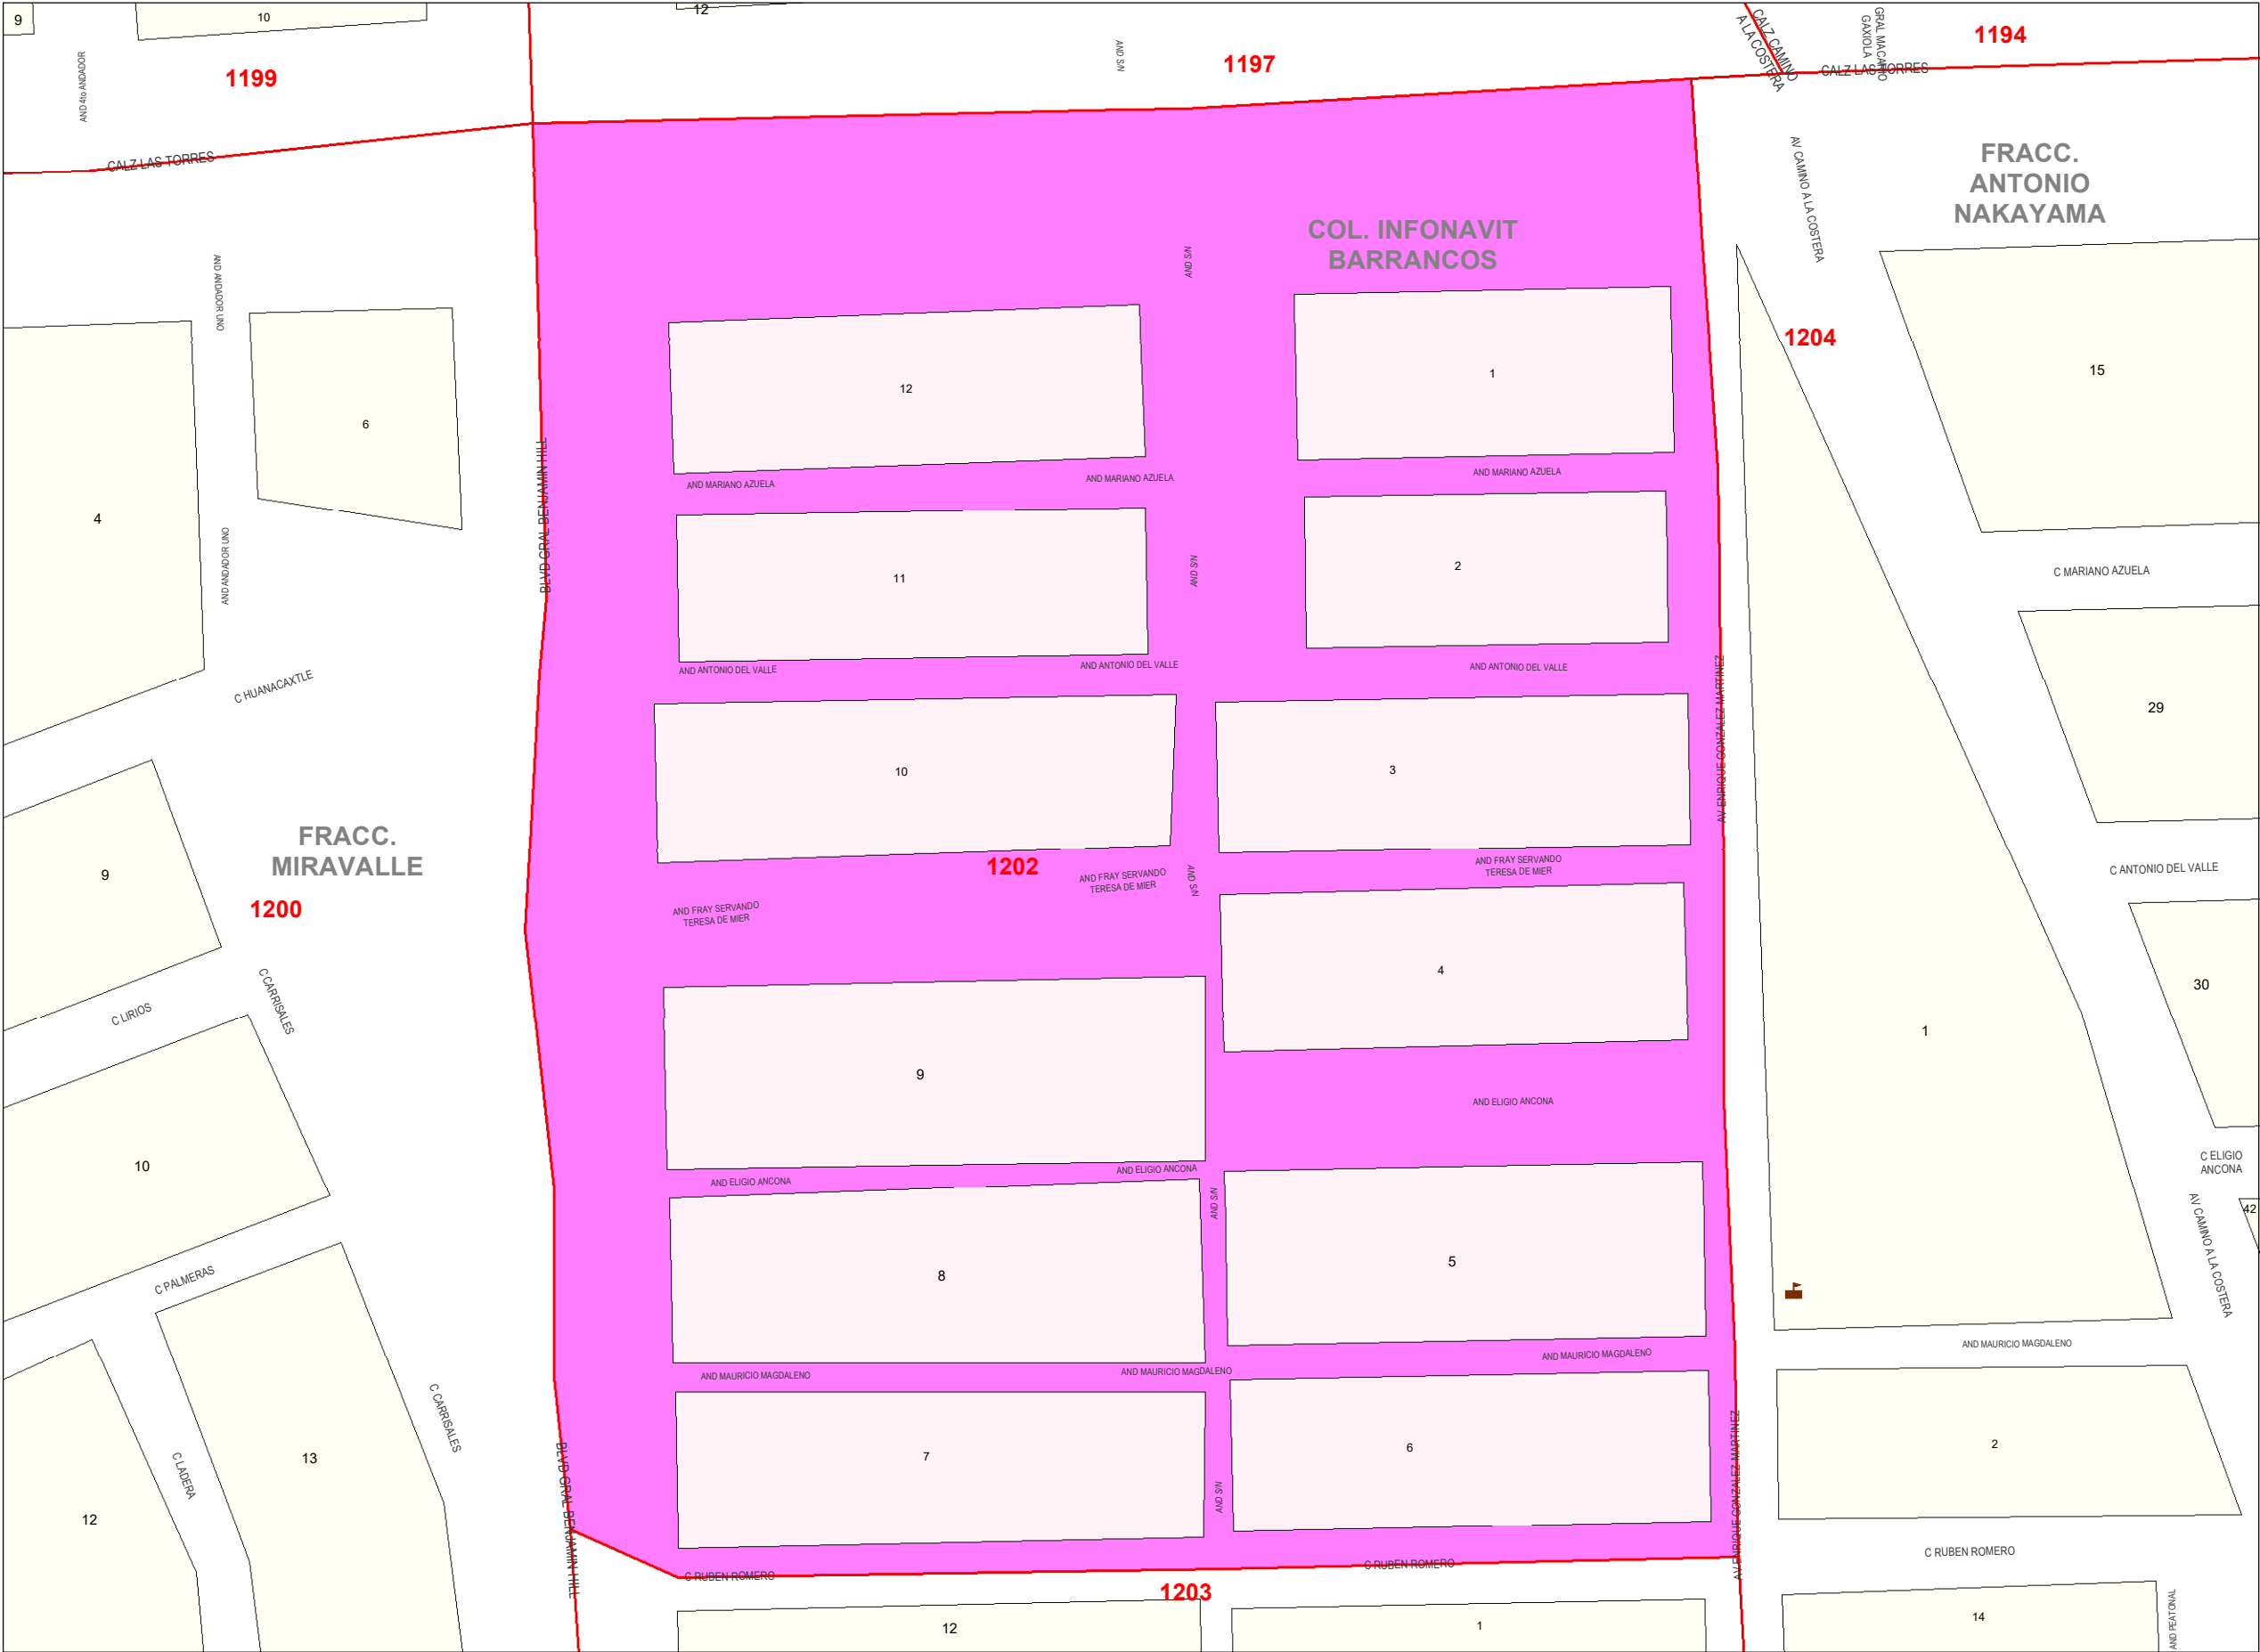 9
10
12
AND 4to ANDADOR
1199
AND S/N
1197
CALZ CAMINO
A LA COSTERA
GRAL MACARIO
GAXIOLA
1194
CALZ LAS TORRES
CALZ LAS TORRES
AV CAMINO A LA COSTERA
FRACC.
ANTONIO
NAKAYAMA
COL. INFONAVIT
BARRANCOS
AND S/N
AND ANDADOR UNO
1204
12
1
15
6
BLVD GRAL BENJAMIN HILL
AND MARIANO AZUELA
AND MARIANO AZUELA
AND MARIANO AZUELA
4
AND ANDADOR UNO
11
AND S/N
2
C MARIANO AZUELA
AND ANTONIO DEL VALLE
AND ANTONIO DEL VALLE
AND ANTONIO DEL VALLE
C HUANACAXTLE
AV ENRIQUE GONZALEZ MARTINEZ
29
10
3
FRACC.
MIRAVALLE
9
1200
1202
AND FRAY SERVANDO
TERESA DE MIER
AND FRAY SERVANDO
TERESA DE MIER
AND S/N
AND FRAY SERVANDO
TERESA DE MIER
C ANTONIO DEL VALLE
4
30
C LIRIOS
C CARRISALES
1
9
AND ELIGIO ANCONA
10
AND ELIGIO ANCONA
AND ELIGIO ANCONA
C ELIGIO
ANCONA
AND S/N
42
AV CAMINO A LA COSTERA
8
5
C PALMERAS
AND MAURICIO MAGDALENO
AND MAURICIO MAGDALENO
AND MAURICIO MAGDALENO
AND MAURICIO MAGDALENO
C CARRISALES
13
C LADERA
7
6
2
AND S/N
BLVD GRAL BENJAMIN HILL
AV ENRIQUE GONZALEZ MARTINEZ
12
C RUBEN ROMERO
C RUBEN ROMERO
C RUBEN ROMERO
1203
12
1
14
AND PEATONAL